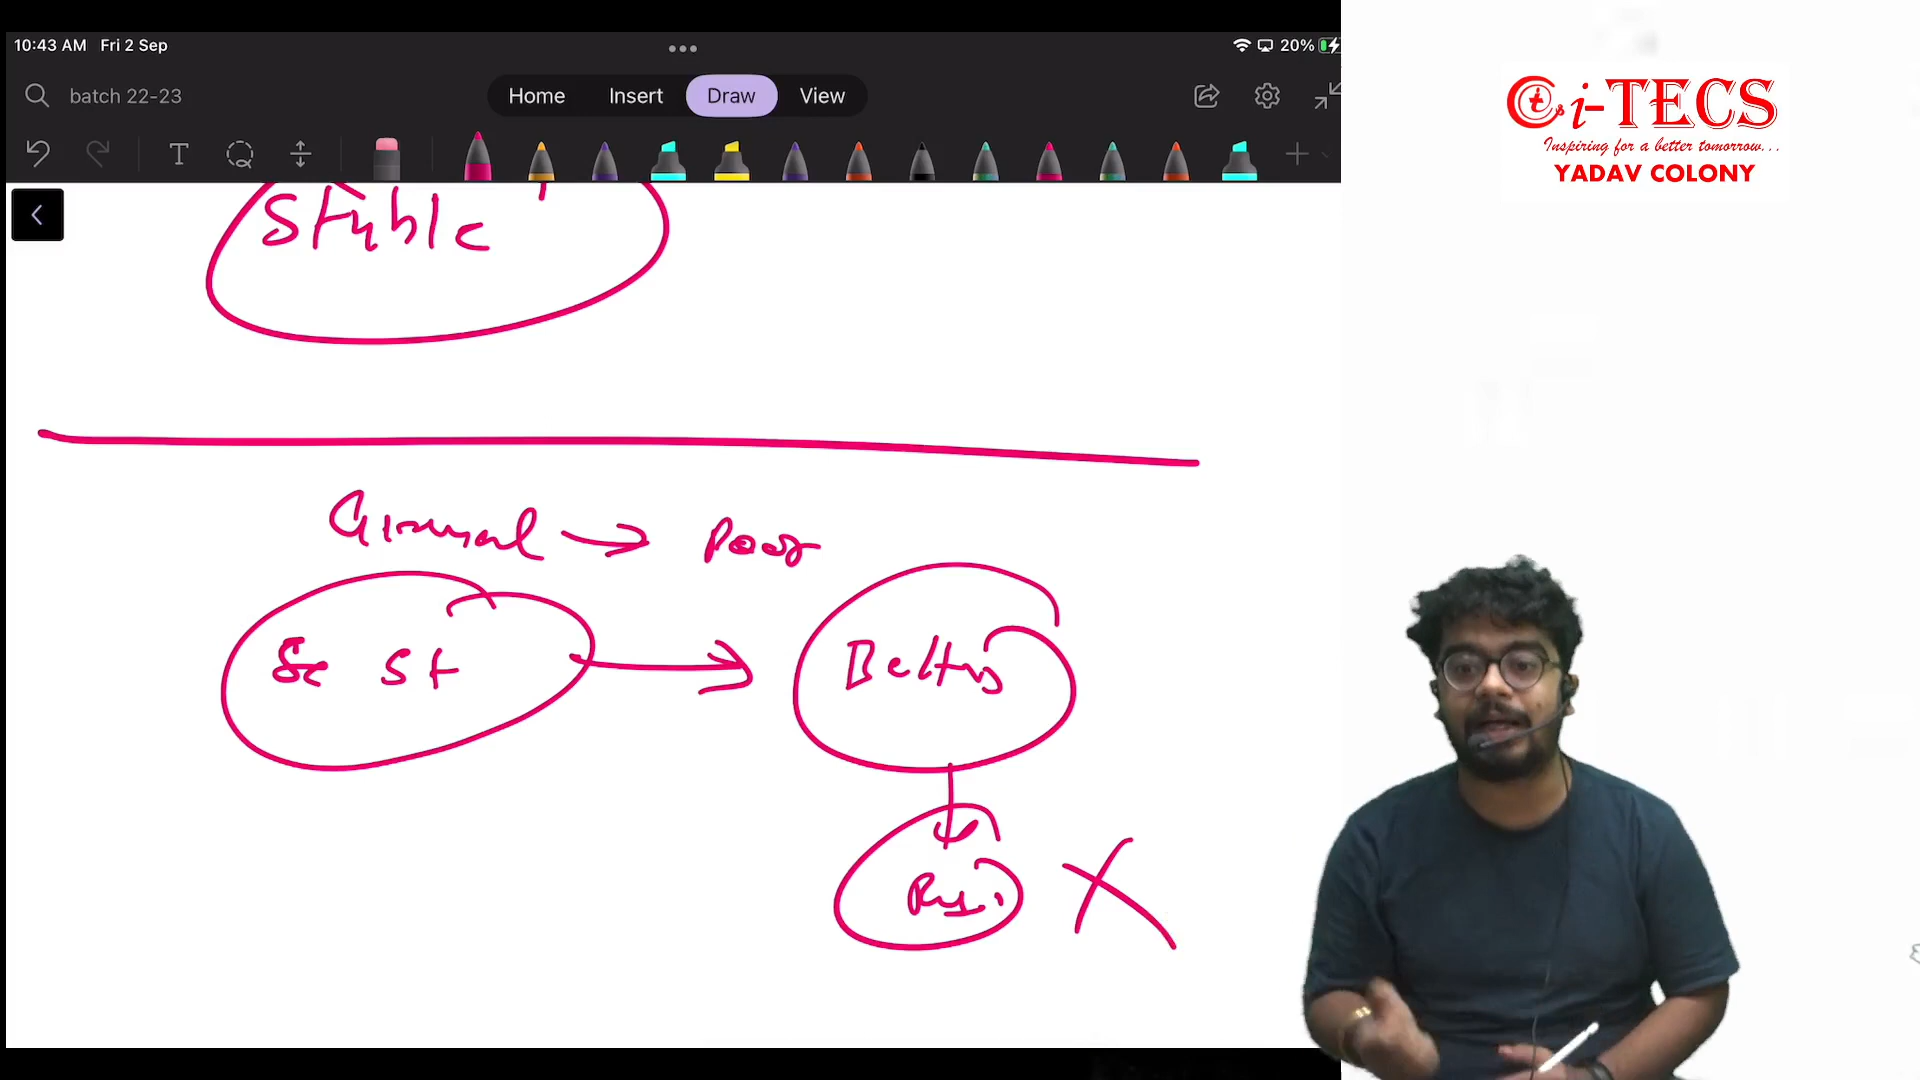 10:43 AM Fri 2 Sep
20%
batch 22-23
Home Insert Draw View
T
i-TECS
Inspiring for a better tomorrow...
YADAV COLONY
Stable
Poor
Sc St